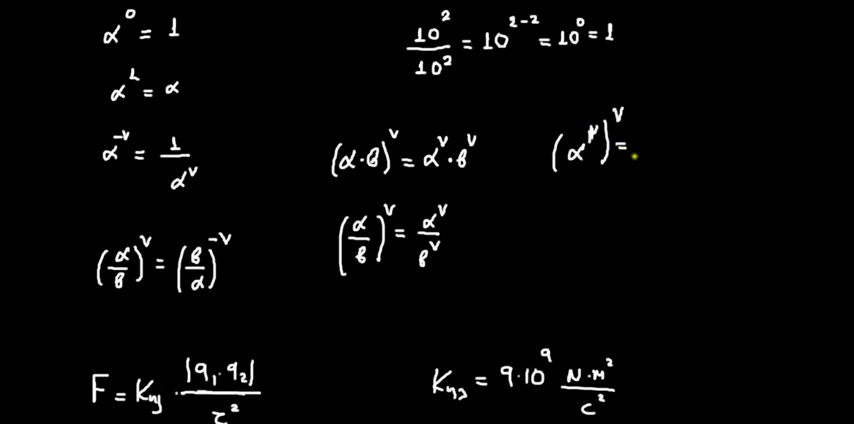 α⁰ = 1
10² / 10² = 10²⁻² = 10⁰ = 1
α¹ = α
α⁻ᵛ = 1 / αᵛ
(α · β)ᵛ = αᵛ · βᵛ
(α^μ)^ν =
(α/β)ᵛ = (β/α)⁻ᵛ
(α/β)ᵛ = αᵛ / βᵛ
F = Kηλ · |q₁ · q₂| / r²
Kηλ = 9 · 10⁹ N · m² / C²